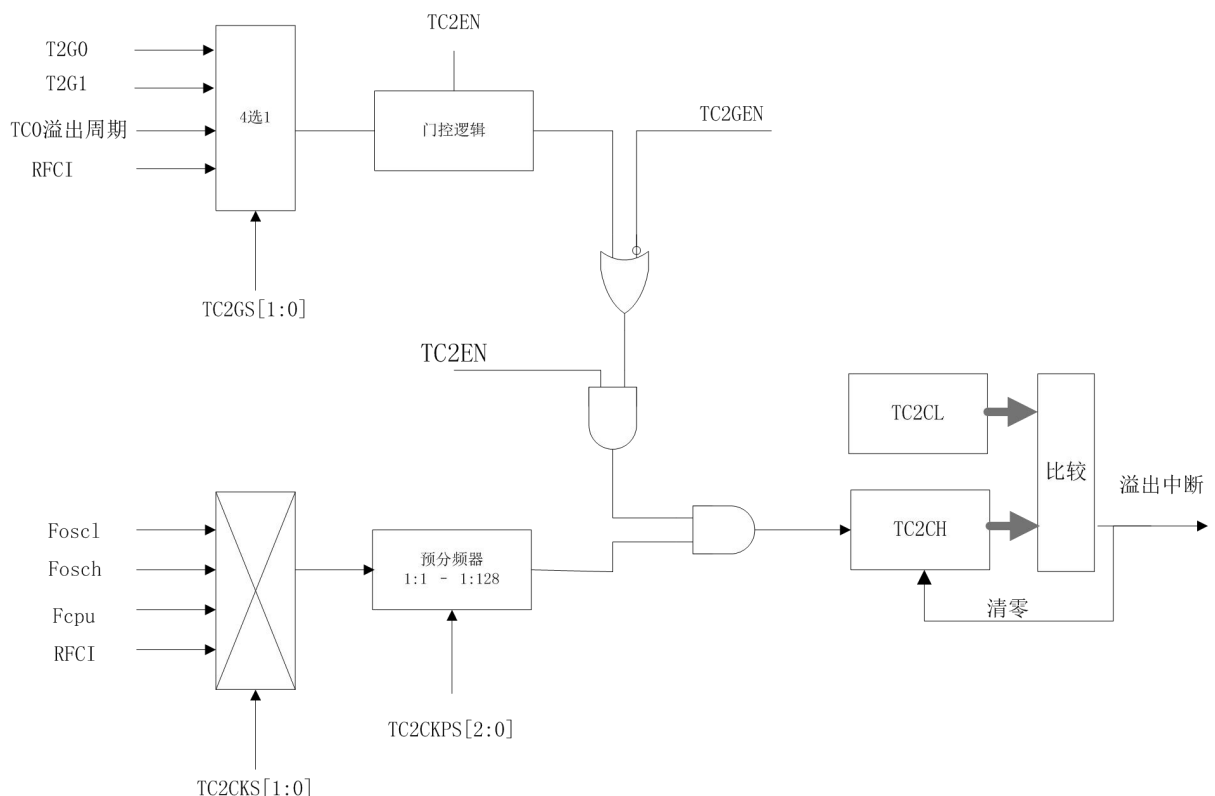 TC2EN
T2G0
T2G1
TC0溢出周期
RFCI
4选1
门控逻辑
TC2GEN
TC2GS[1:0]
TC2EN
TC2CL
比较
溢出中断
TC2CH
清零
Foscl
Fosch
Fcpu
RFCI
预分频器
1:1 - 1:128
TC2CKPS[2:0]
TC2CKS[1:0]